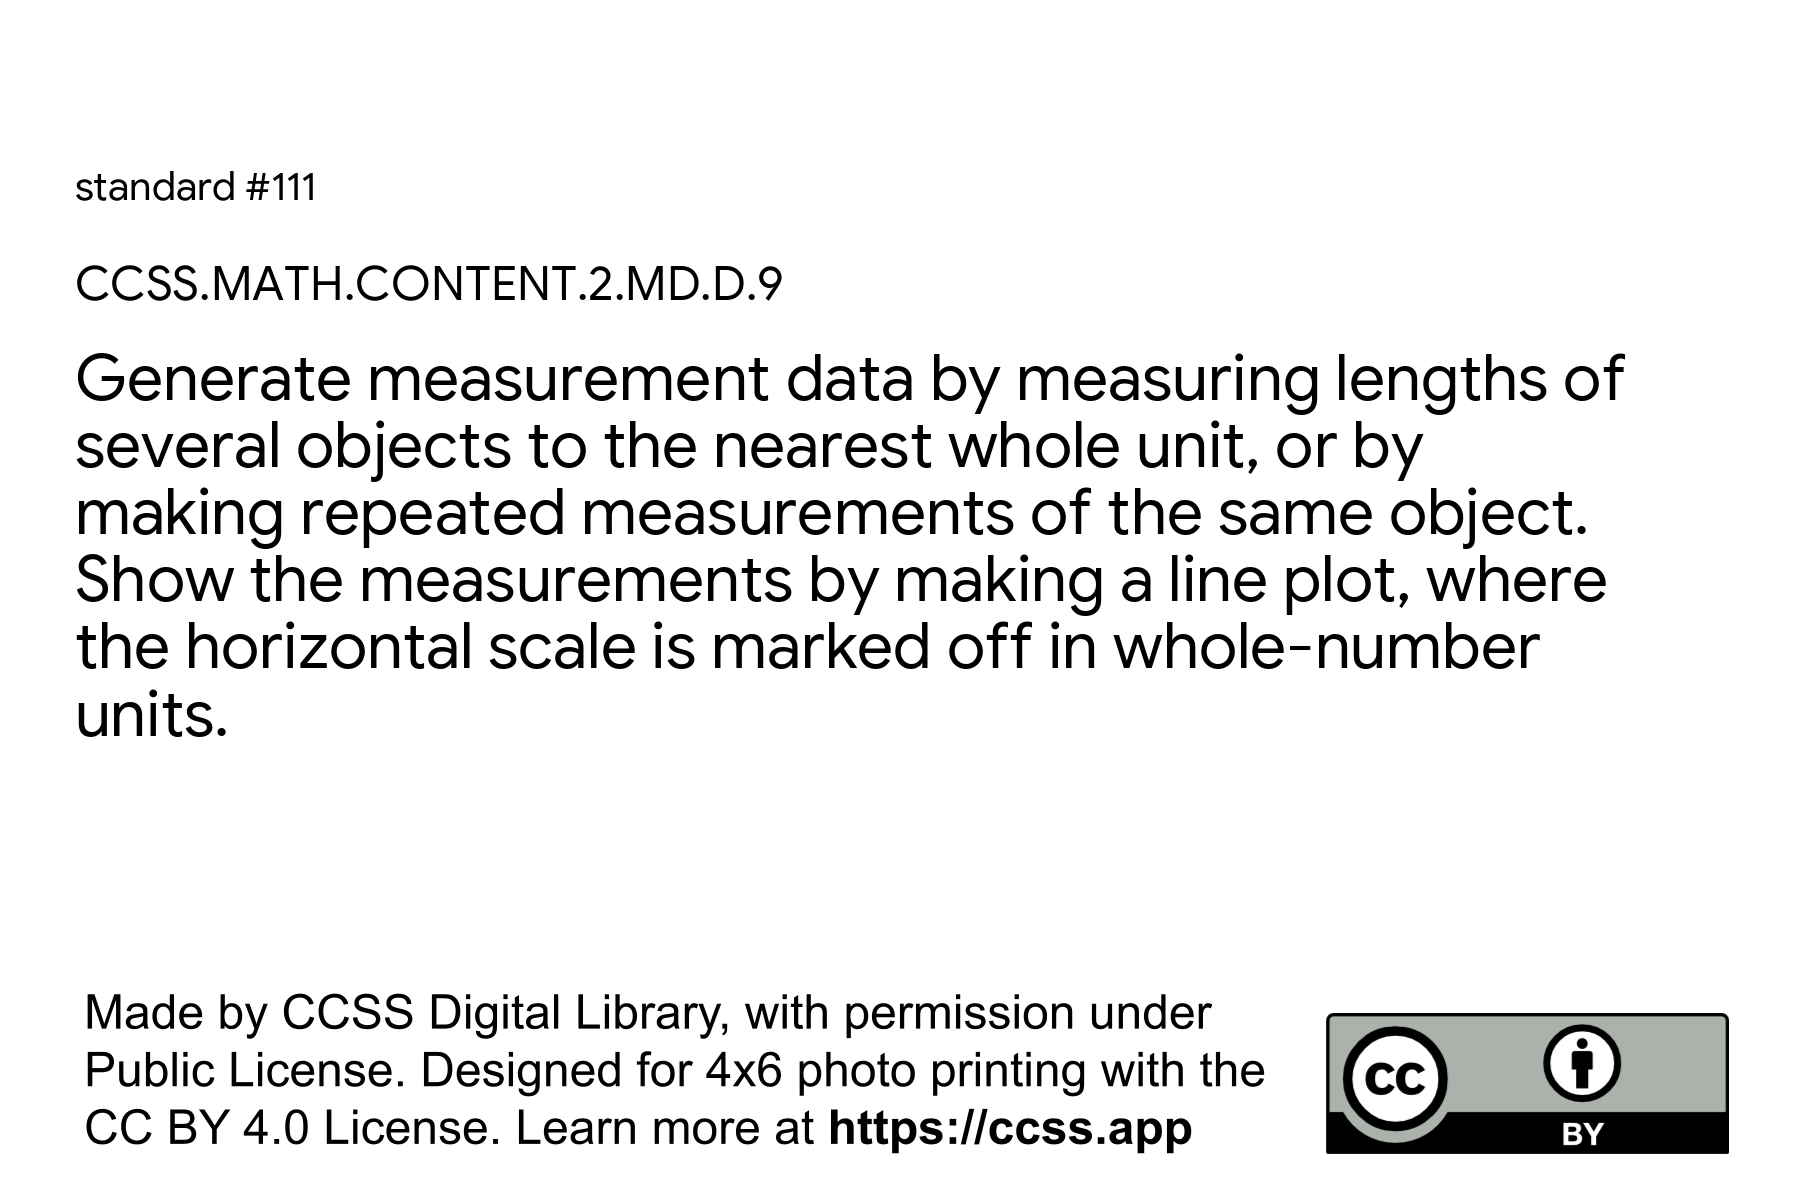 standard #111
CCSS.MATH.CONTENT.2.MD.D.9
Generate measurement data by measuring lengths of
several objects to the nearest whole unit, or by
making repeated measurements of the same object.
Show the measurements by making a line plot, where
the horizontal scale is marked off in whole-number
units.
Made by CCSS Digital Library, with permission under
Public License. Designed for 4x6 photo printing with the
CC BY 4.0 License. Learn more at https://ccss.app
CC
BY